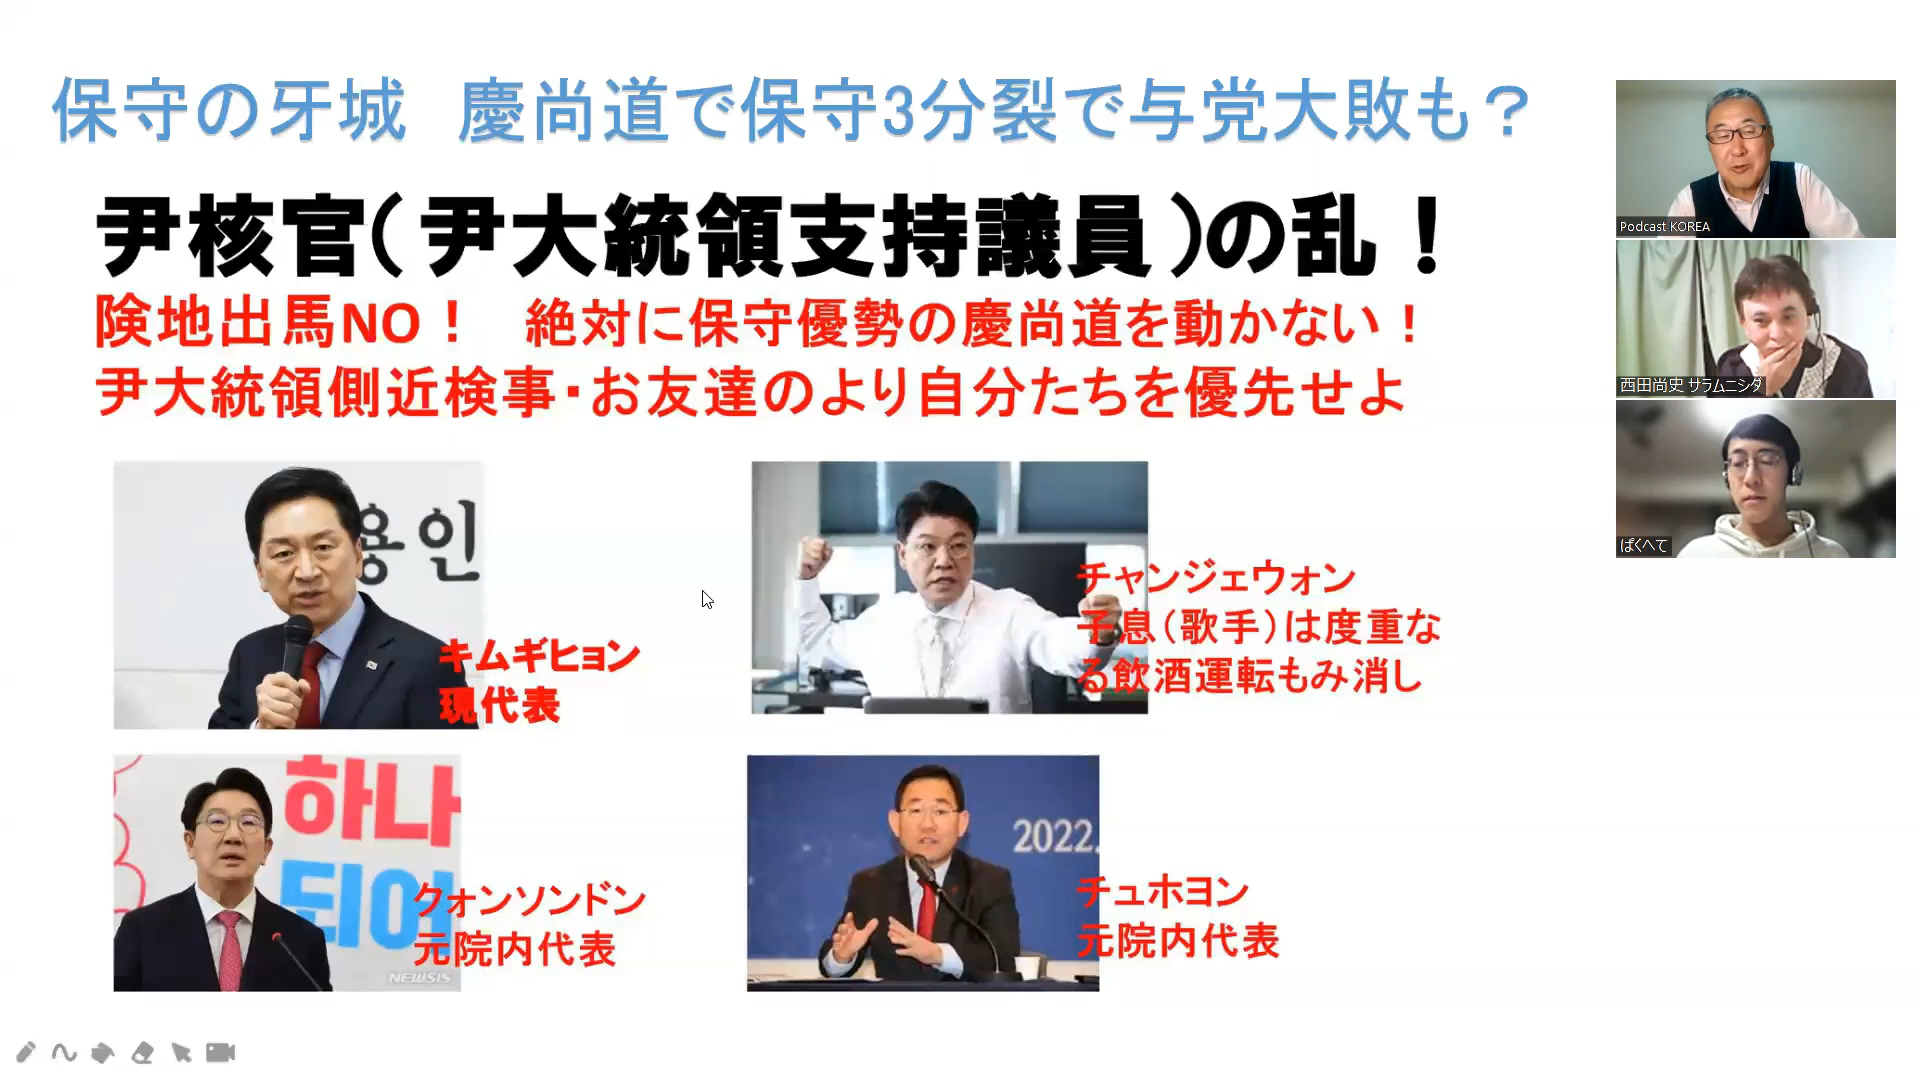 保守の牙城　慶尚道で保守3分裂で与党大敗も？
尹核官（尹大統領支持議員）の乱！
険地出馬NO！　絶対に保守優勢の慶尚道を動かない！
尹大統領側近検事・お友達のより自分たちを優先せよ
용인
キムギヒョン
現代表
チャンジェウォン
子息（歌手）は度重な
る飲酒運転もみ消し
하나
되어
クォンソンドン
元院内代表
NEWSIS
2022.
チュホヨン
元院内代表
Podcast KOREA
西田尚史 サラムニシダ
ぱくへて